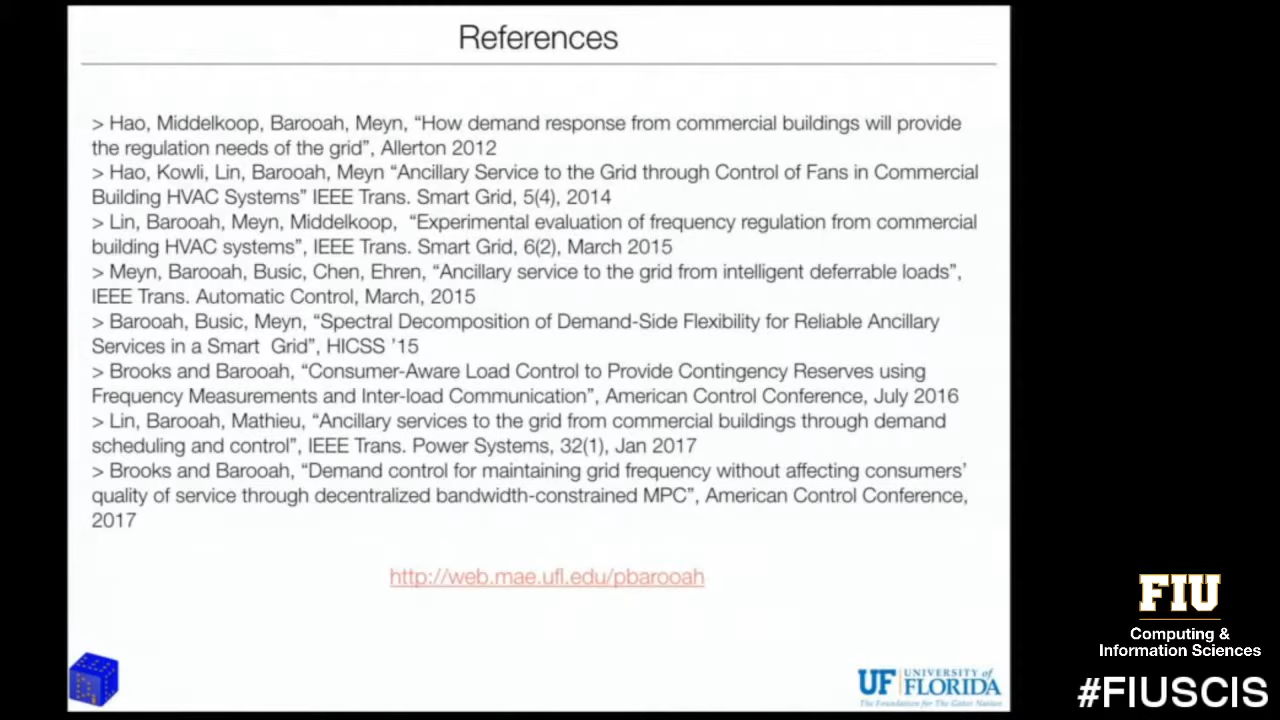 References
> Hao, Middelkoop, Barooah, Meyn, “How demand response from commercial buildings will provide
the regulation needs of the grid”, Allerton 2012
> Hao, Kowli, Lin, Barooah, Meyn “Ancillary Service to the Grid through Control of Fans in Commercial
Building HVAC Systems” IEEE Trans. Smart Grid, 5(4), 2014
> Lin, Barooah, Meyn, Middelkoop, “Experimental evaluation of frequency regulation from commercial
building HVAC systems”, IEEE Trans. Smart Grid, 6(2), March 2015
> Meyn, Barooah, Busic, Chen, Ehren, “Ancillary service to the grid from intelligent deferrable loads”,
IEEE Trans. Automatic Control, March, 2015
> Barooah, Busic, Meyn, “Spectral Decomposition of Demand-Side Flexibility for Reliable Ancillary
Services in a Smart Grid”, HICSS ’15
> Brooks and Barooah, “Consumer-Aware Load Control to Provide Contingency Reserves using
Frequency Measurements and Inter-load Communication”, American Control Conference, July 2016
> Lin, Barooah, Mathieu, “Ancillary services to the grid from commercial buildings through demand
scheduling and control”, IEEE Trans. Power Systems, 32(1), Jan 2017
> Brooks and Barooah, “Demand control for maintaining grid frequency without affecting consumers’
quality of service through decentralized bandwidth-constrained MPC”, American Control Conference,
2017
http://web.mae.ufl.edu/pbarooah
UF UNIVERSITY of
FLORIDA
The Foundation for The Gator Nation
FIU
Computing &
Information Sciences
#FIUSCIS